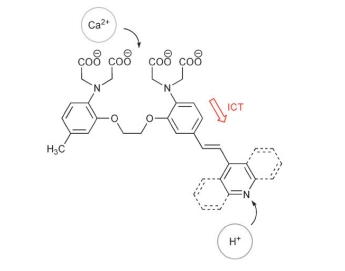 Ca²⁺
COO⊖ COO⊖ COO⊖ COO⊖
N N
ICT
O O
H₃C
N
H⁺